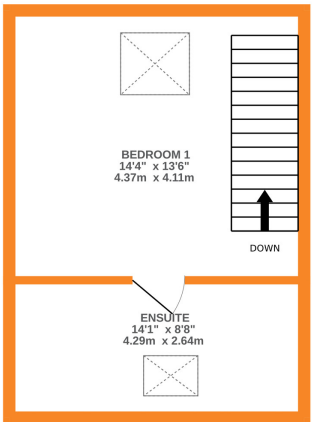 BEDROOM 1
14'4" x 13'6"
4.37m x 4.11m
DOWN
ENSUITE
14'1" x 8'8"
4.29m x 2.64m